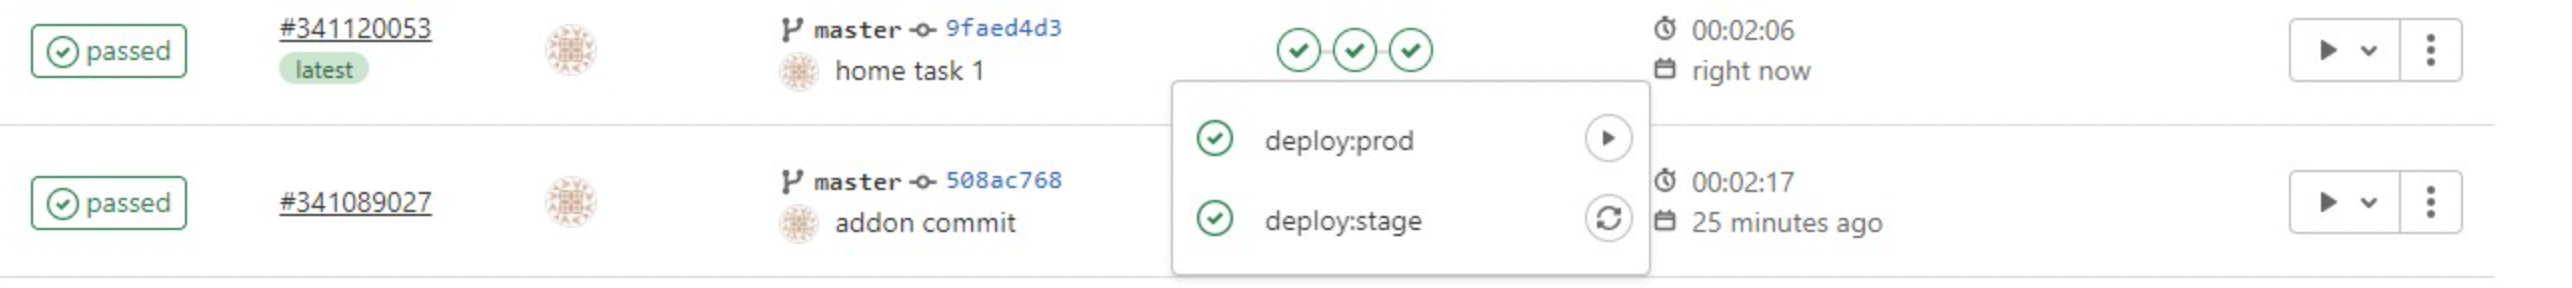 passed
#341120053
latest
master 9faed4d3
home task 1
00:02:06
right now
deploy:prod
deploy:stage
passed
#341089027
master 508ac768
addon commit
00:02:17
25 minutes ago